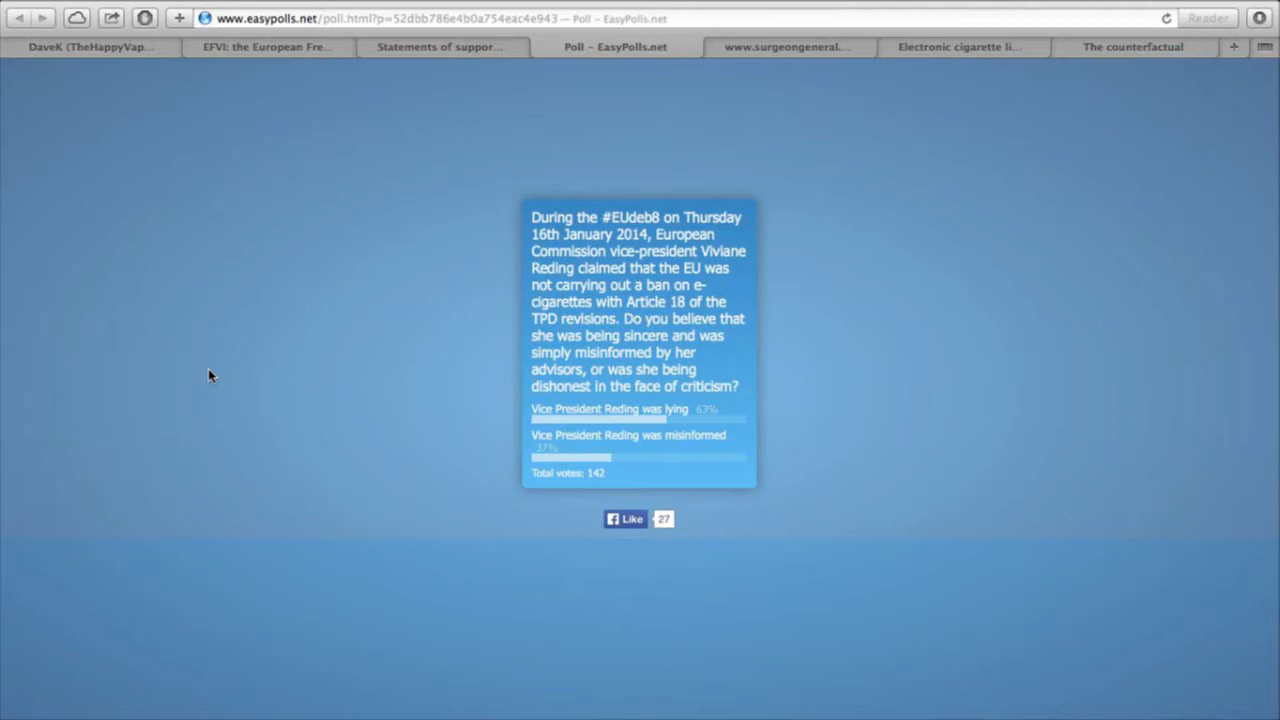 www.easypolls.net/poll.html?p=52dbb786e4b0a754eac4e943 — Poll - EasyPolls.net
Reader
DaveK (TheHappyVap...
EFVI: the European Fre...
Statements of suppor...
Poll - EasyPolls.net
www.surgeongeneral....
Electronic cigarette li...
The counterfactual
During the #EUdeb8 on Thursday
16th January 2014, European
Commission vice-president Viviane
Reding claimed that the EU was
not carrying out a ban on e-
cigarettes with Article 18 of the
TPD revisions. Do you believe that
she was being sincere and was
simply misinformed by her
advisors, or was she being
dishonest in the face of criticism?
Vice President Reding was lying 63%
Vice President Reding was misinformed
37%
Total votes: 142
Like 27